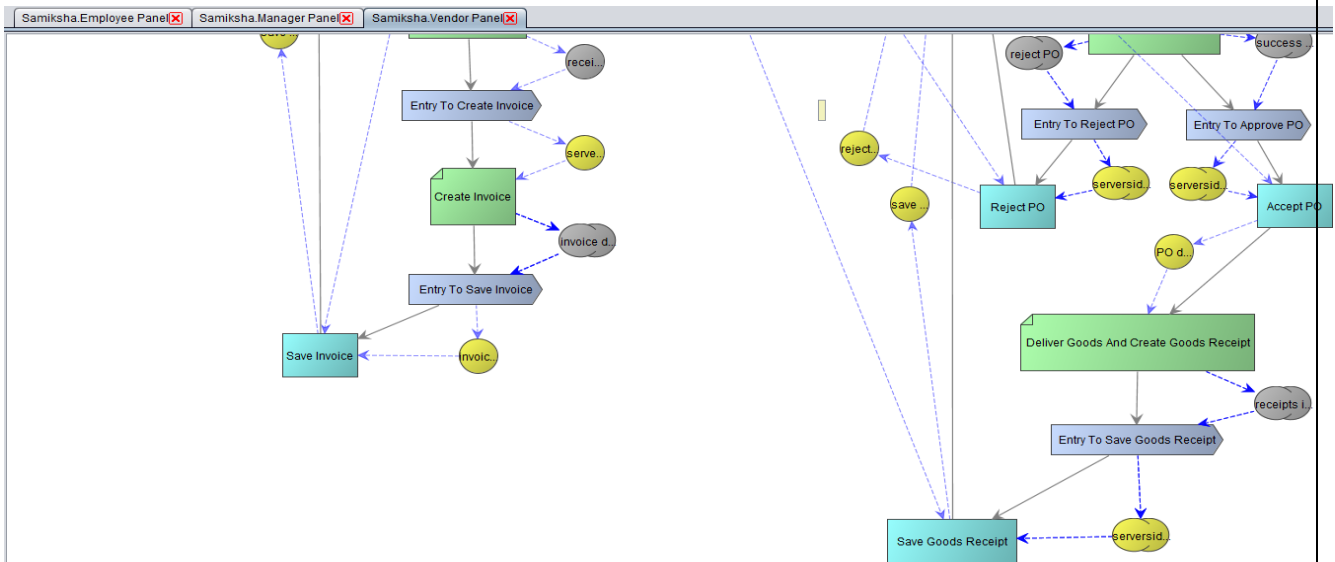 Samiksha.Employee Panel
Samiksha.Manager Panel
Samiksha.Vendor Panel
save ...
recei...
Entry To Create Invoice
serve...
Create Invoice
invoice d...
Entry To Save Invoice
Save Invoice
invoic...
reject PO
success ...
Entry To Reject PO
Entry To Approve PO
reject...
serversid...
serversid...
save ...
Reject PO
Accept PO
PO d...
Deliver Goods And Create Goods Receipt
receipts i...
Entry To Save Goods Receipt
Save Goods Receipt
serversid...